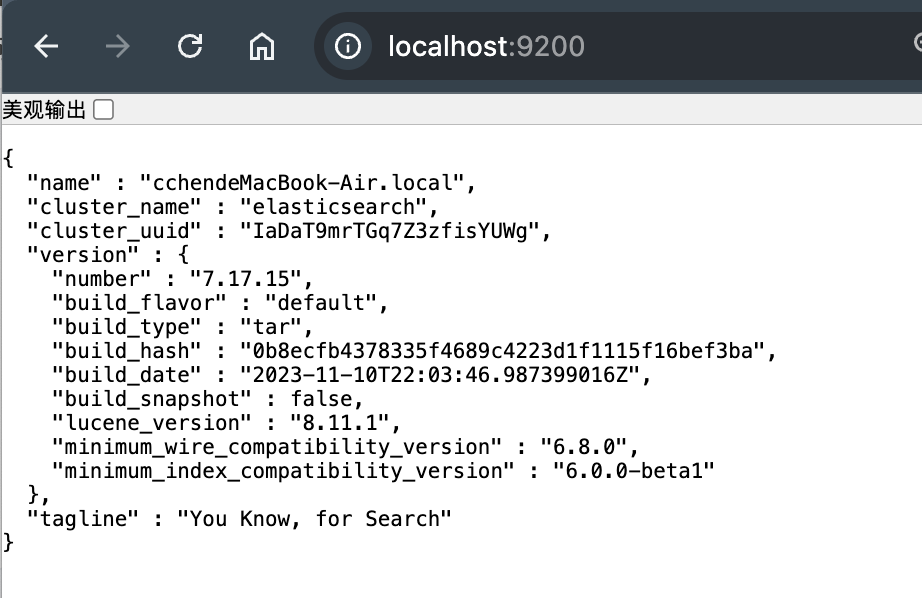 localhost:9200
美观输出
{
  "name" : "cchendeMacBook-Air.local",
  "cluster_name" : "elasticsearch",
  "cluster_uuid" : "IaDaT9mrTGq7Z3zfisYUWg",
  "version" : {
    "number" : "7.17.15",
    "build_flavor" : "default",
    "build_type" : "tar",
    "build_hash" : "0b8ecfb4378335f4689c4223d1f1115f16bef3ba",
    "build_date" : "2023-11-10T22:03:46.987399016Z",
    "build_snapshot" : false,
    "lucene_version" : "8.11.1",
    "minimum_wire_compatibility_version" : "6.8.0",
    "minimum_index_compatibility_version" : "6.0.0-beta1"
  },
  "tagline" : "You Know, for Search"
}